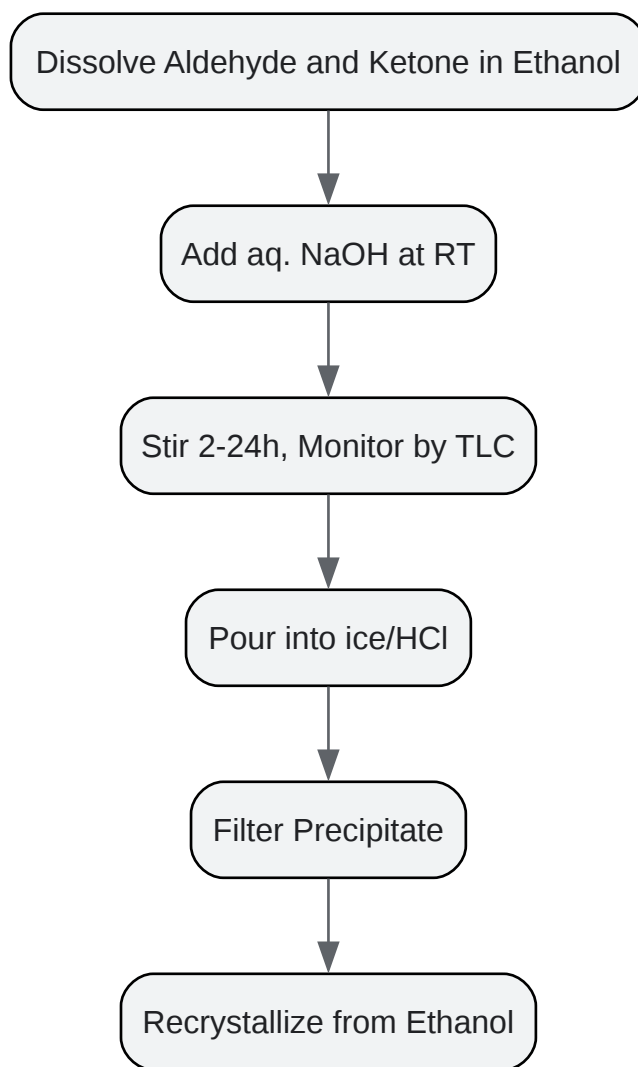 Dissolve Aldehyde and Ketone in Ethanol
Add aq. NaOH at RT
Stir 2-24h, Monitor by TLC
Pour into ice/HCl
Filter Precipitate
Recrystallize from Ethanol